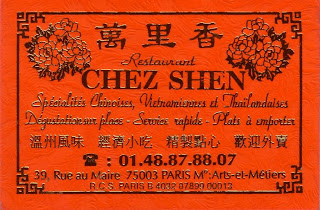 萬里香
Restaurant
CHEZ SHEN
Spécialités Chinoises, Vietnamiennes et Thaïlandaises
Dégustation sur place - Service rapide - Plats à emporter
溫州風味 經濟小吃 精製點心 歡迎外賣
☎ : 01.48.87.88.07
39, Rue au Maire 75003 PARIS M°: Arts-et-Métiers
R.C.S. PARIS B 4032 07899 00013